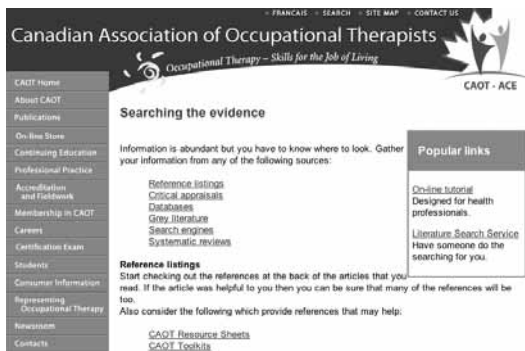 FRANCAIS SEARCH SITE MAP CONTACT US
Canadian Association of Occupational Therapists
Occupational Therapy – Skills for the Job of Living
CAOT - ACE
CAOT Home
About CAOT
Publications
On-line Store
Continuing Education
Professional Practice
Accreditation
and Fieldwork
Membership in CAOT
Careers
Certification Exam
Students
Consumer Information
Representing
Occupational Therapy
Newsroom
Contacts
Searching the evidence
Information is abundant but you have to know where to look. Gather
your information from any of the following sources:
Reference listings
Critical appraisals
Databases
Grey literature
Search engines
Systematic reviews
Reference listings
Start checking out the references at the back of the articles that you
read. If the article was helpful to you then you can be sure that many of the references will be
too.
Also consider the following which provide references that may help:
CAOT Resource Sheets
CAOT Toolkits
Popular links
On-line tutorial
Designed for health
professionals.
Literature Search Service
Have someone do the
searching for you.